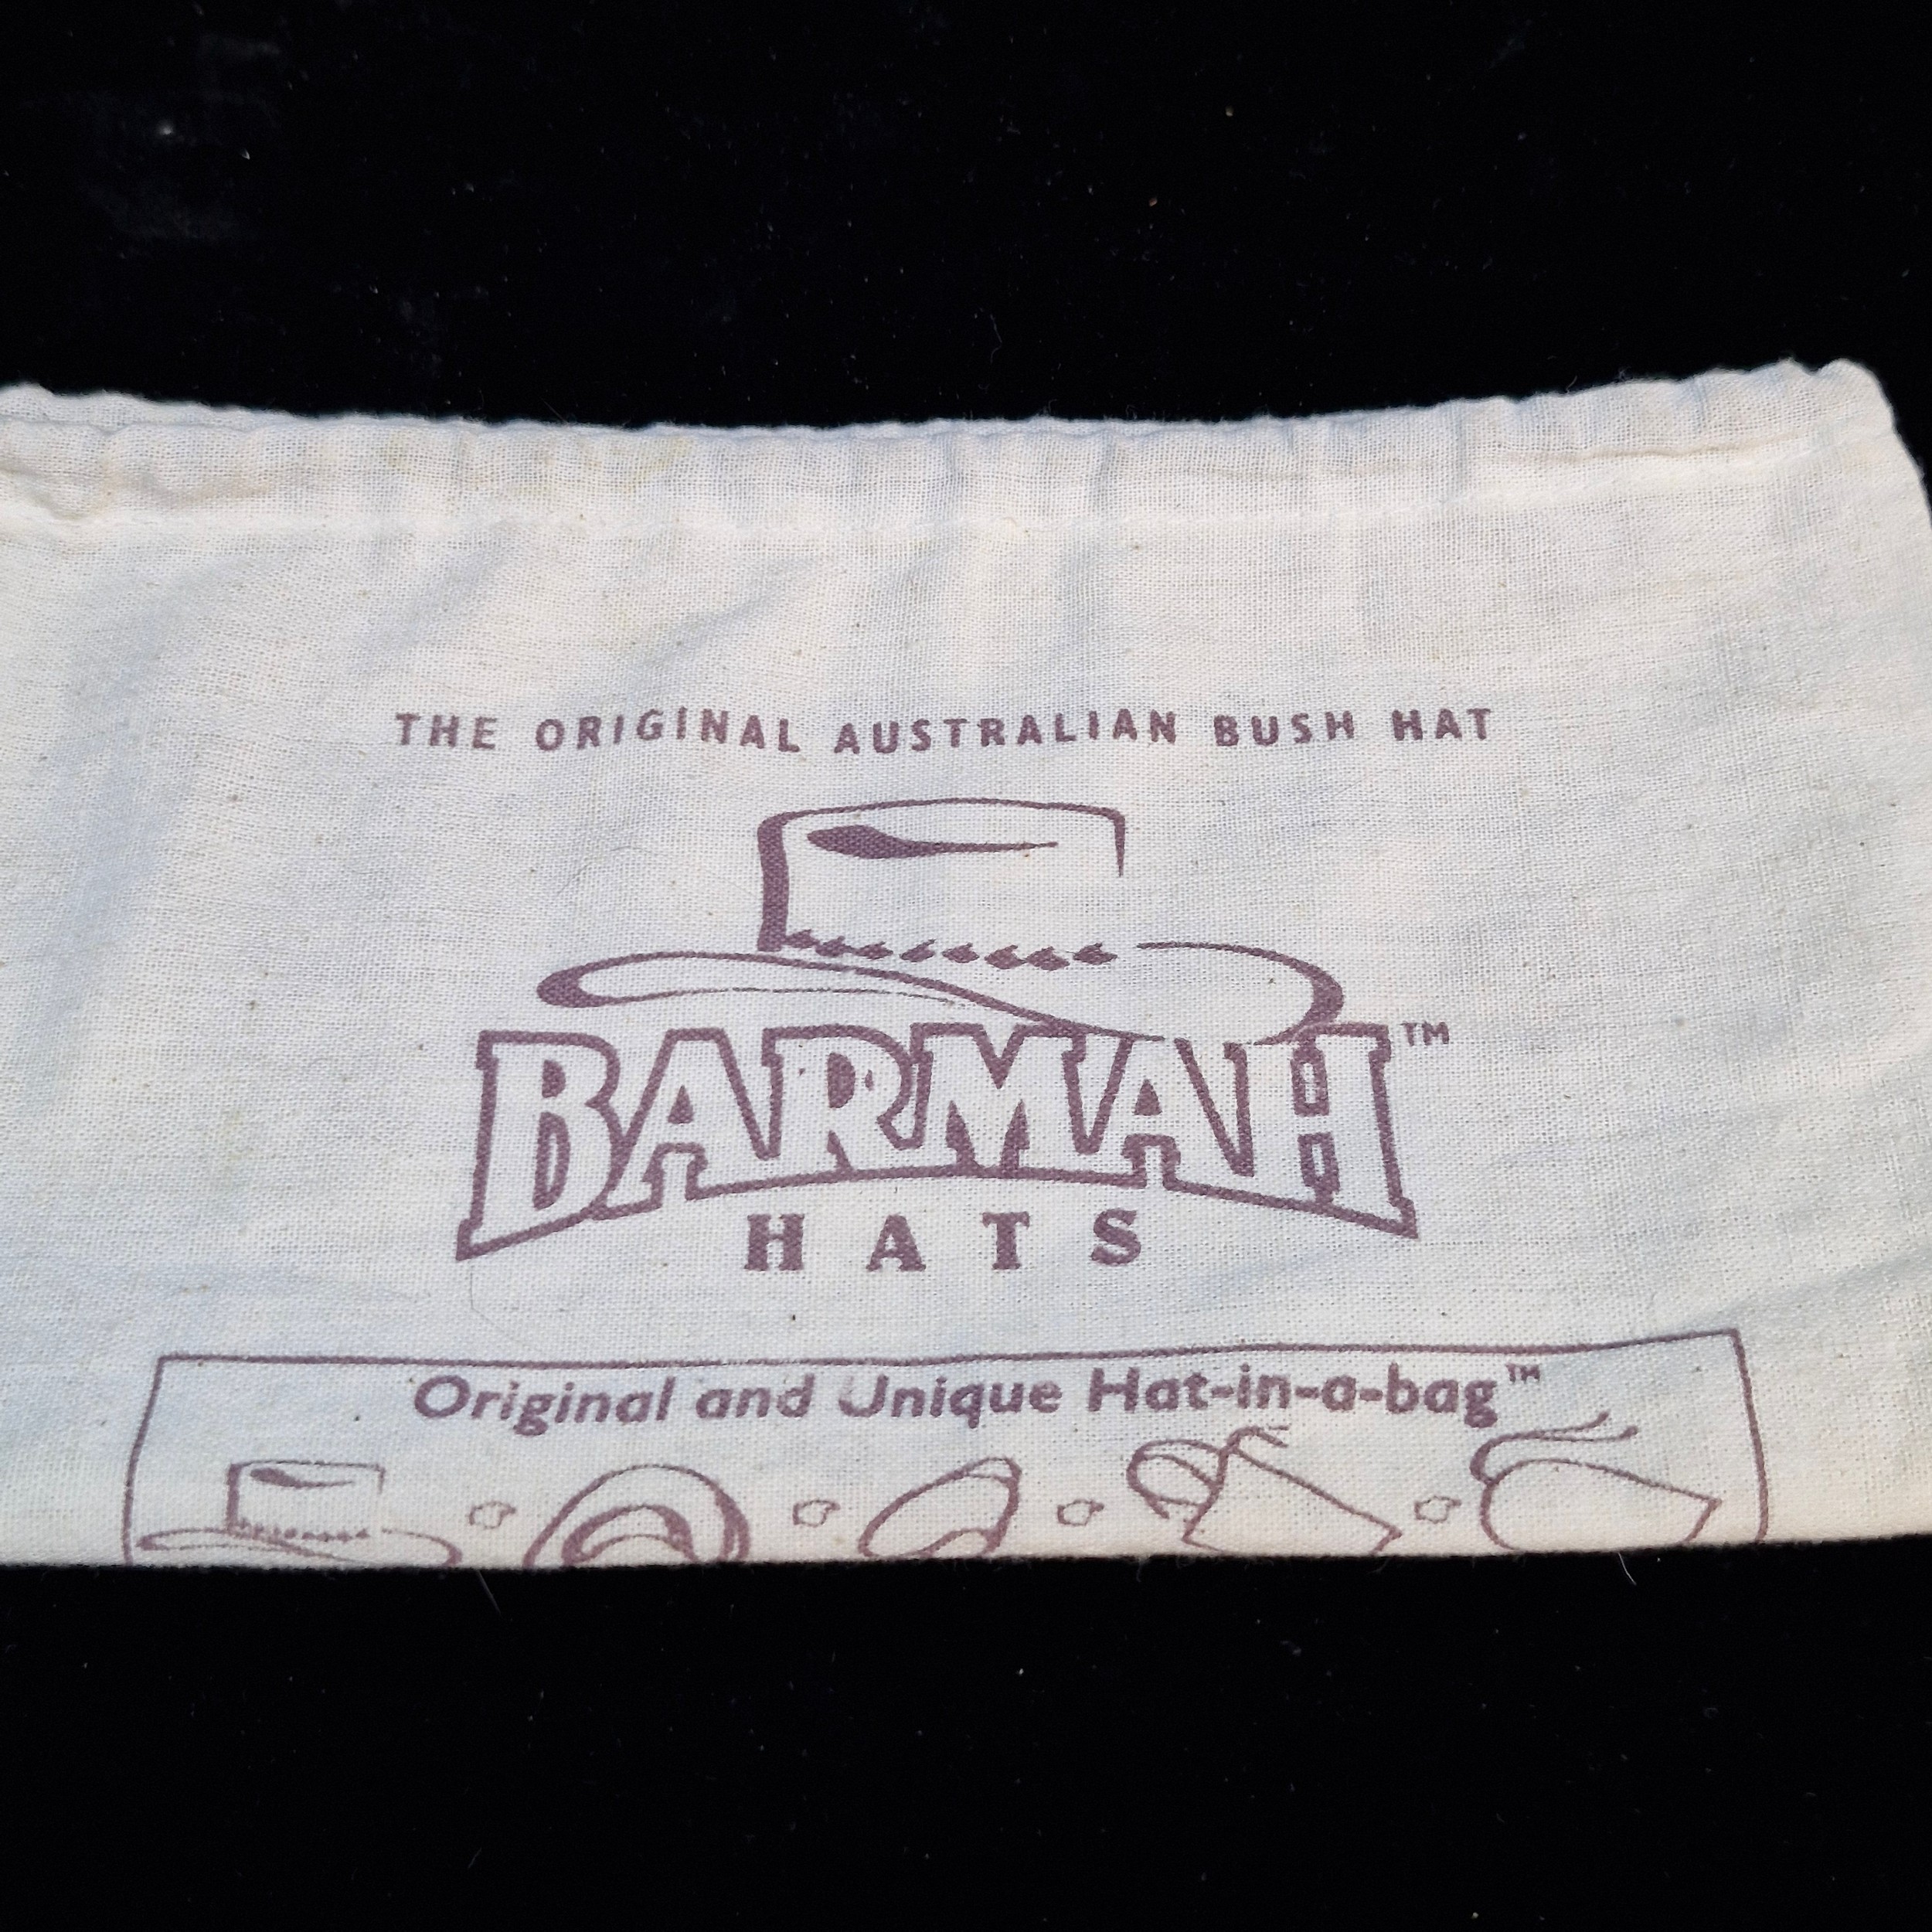 THE ORIGINAL AUSTRALIAN BUSH HAT
BARMAH™
HATS
Original and Unique Hat-in-a-bag™